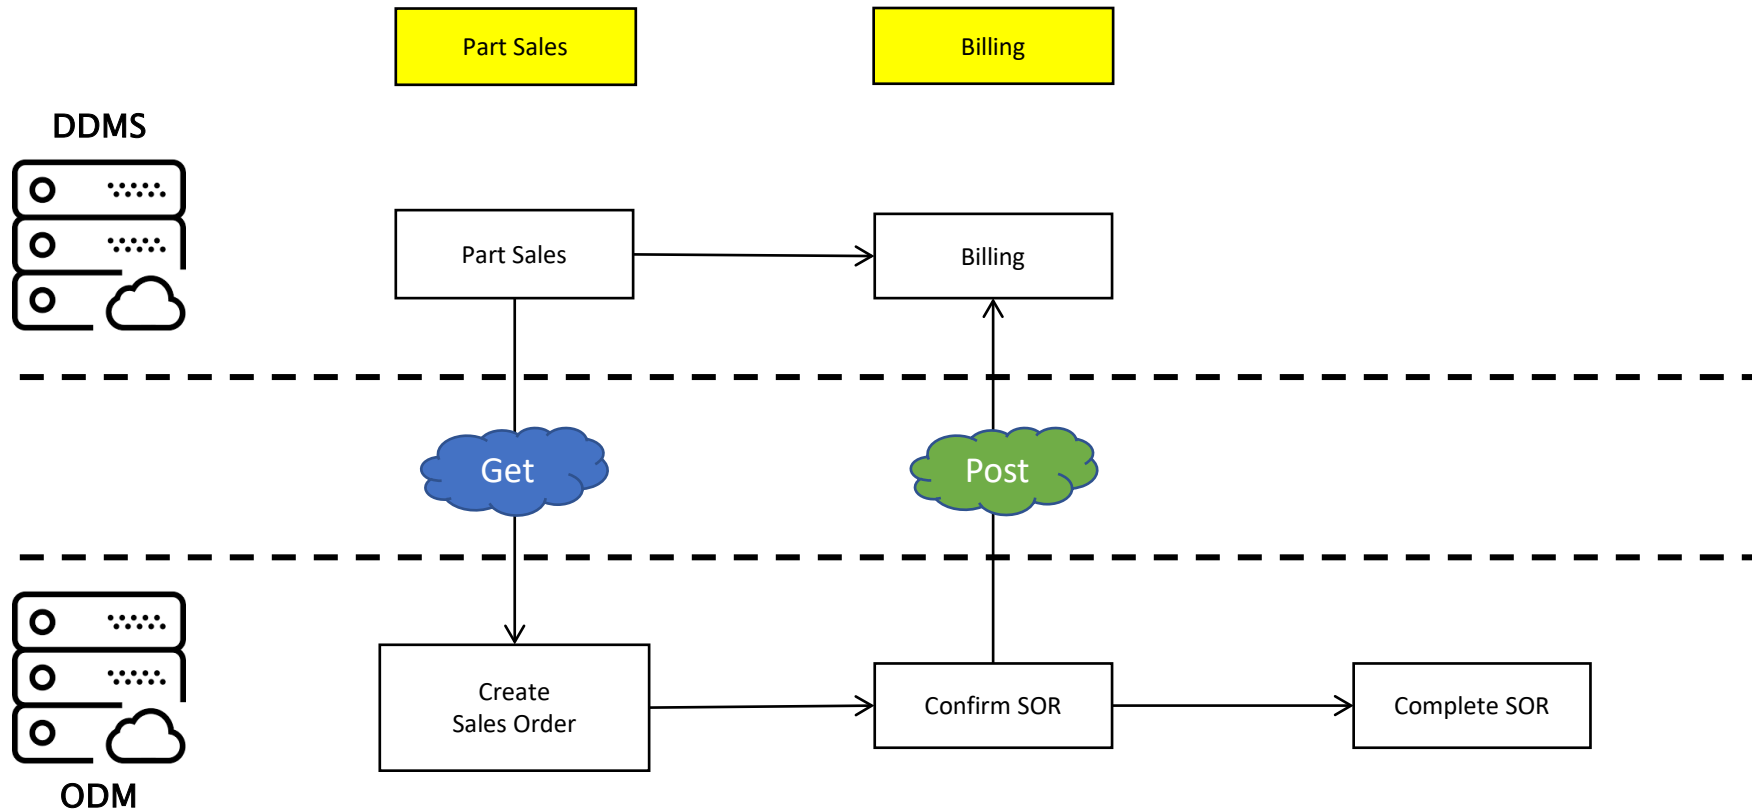 Part Sales
Billing
DDMS
Part Sales
Billing
Get
Post
Create
Sales Order
Confirm SOR
Complete SOR
ODM